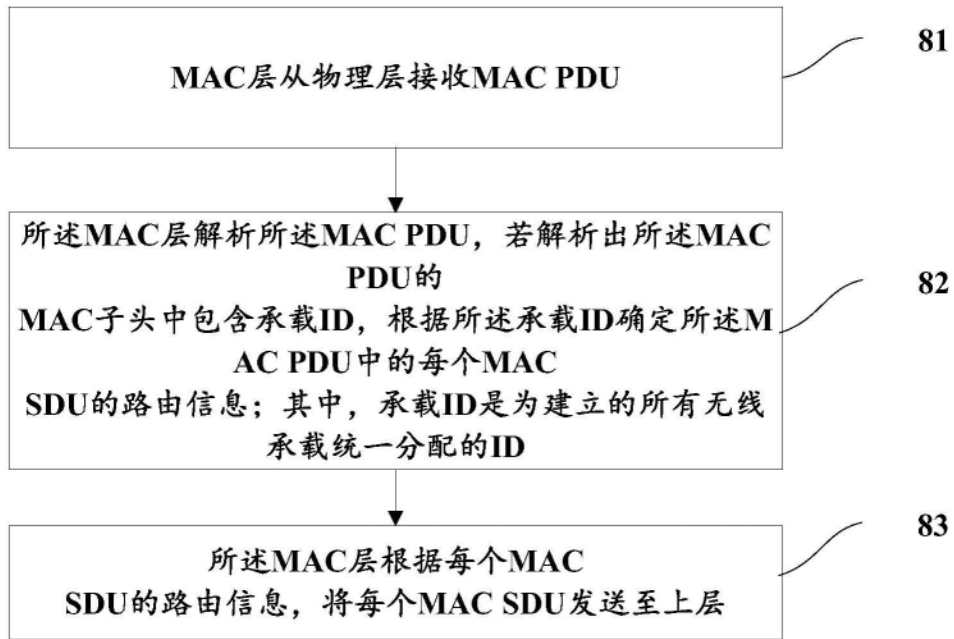 MAC层从物理层接收MAC PDU
81
所述MAC层解析所述MAC PDU，若解析出所述MAC
PDU的
MAC子头中包含承载ID，根据所述承载ID确定所述M
AC PDU中的每个MAC
SDU的路由信息；其中，承载ID是为建立的所有无线
承载统一分配的ID
82
所述MAC层根据每个MAC
SDU的路由信息，将每个MAC SDU发送至上层
83